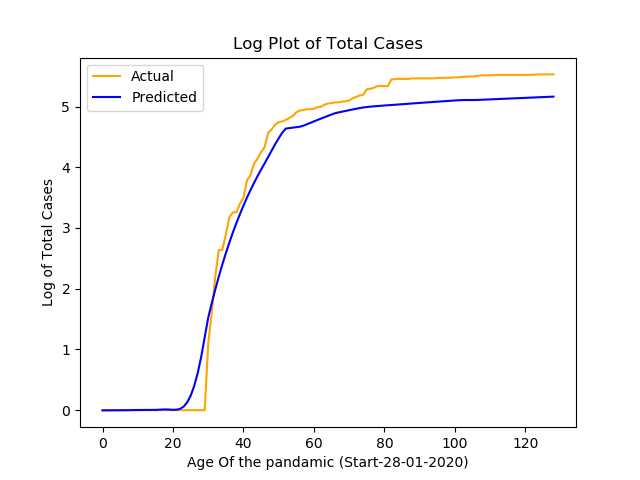 Log Plot of Total Cases
Actual
Predicted
Log of Total Cases
5
4
3
2
1
0
0 20 40 60 80 100 120
Age Of the pandamic (Start-28-01-2020)